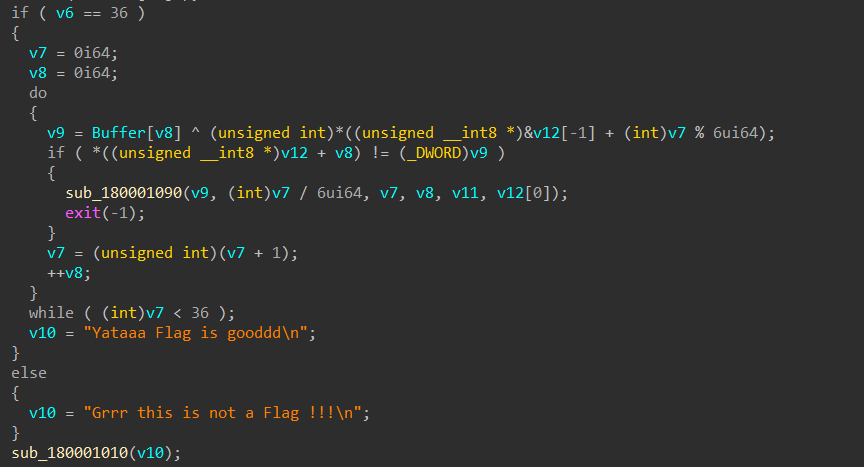 if ( v6 == 36 )
{
  v7 = 0i64;
  v8 = 0i64;
  do
  {
    v9 = Buffer[v8] ^ (unsigned int)*((unsigned __int8 *)&v12[-1] + (int)v7 % 6ui64);
    if ( *((unsigned __int8 *)v12 + v8) != (_DWORD)v9 )
    {
      sub_180001090(v9, (int)v7 / 6ui64, v7, v8, v11, v12[0]);
      exit(-1);
    }
    v7 = (unsigned int)(v7 + 1);
    ++v8;
  }
  while ( (int)v7 < 36 );
  v10 = "Yataaa Flag is gooddd\n";
}
else
{
  v10 = "Grrr this is not a Flag !!!\n";
}
sub_180001010(v10);